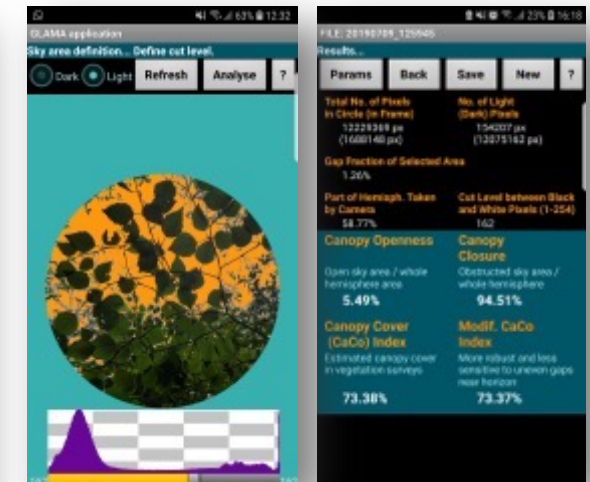 63% 12:32
GLAMA application
Sky area definition... Define cut level.
Dark Light Refresh Analyse ?
23% 16:18
FILE: 20190709_125945
Results...
Params Back Save New ?
Total No. of Pixels
in Circle (in Frame)
12229369 px
(1688148 px)
No. of Light
(Dark) Pixels
154207 px
(12075162 px)
Gap Fraction of Selected Area
1.26%
Part of Hemisph. Taken
by Camera
58.77%
Cut Level between Black
and White Pixels (1-254)
162
Canopy Openness
Open sky area / whole
hemisphere area
5.49%
Canopy
Closure
Obstructed sky area /
whole hemisphere
94.51%
Canopy Cover
(CaCo) Index
Estimated canopy cover
in vegetation surveys
73.38%
Modif. CaCo
Index
More robust and less
sensitive to uneven gaps
near horizon
73.37%